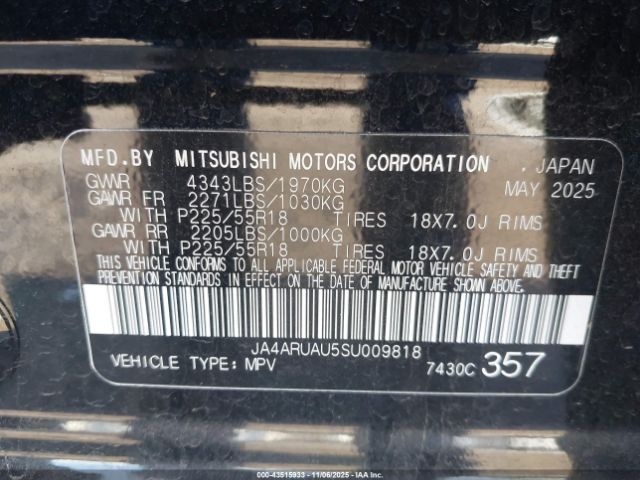 MFD.BY MITSUBISHI MOTORS CORPORATION . JAPAN
GVWR 4343LBS/1970KG MAY 2025
GAWR FR 2271LBS/1030KG
WITH P225/55R18 TIRES 18X7.0J RIMS
GAWR RR 2205LBS/1000KG
WITH P225/55R18 TIRES 18X7.0J RIMS
THIS VEHICLE CONFORMS TO ALL APPLICABLE FEDERAL MOTOR VEHICLE SAFETY AND THEFT
PREVENTION STANDARDS IN EFFECT ON THE DATE OF MANUFACTURE SHOWN ABOVE.
JA4ARUAU5SU009818
VEHICLE TYPE: MPV 7430C 357
© 43515933 - 11/06/2025 - IAA.COM